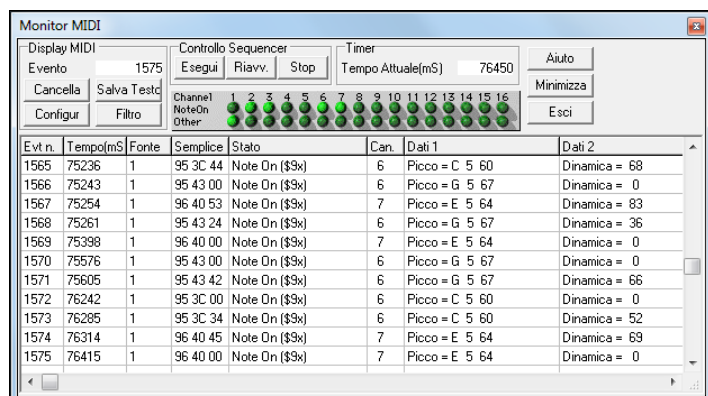 Monitor MIDI
Display MIDI Controllo Sequencer Timer
Evento 1575 Esegui Riavv. Stop Tempo Attuale(mS) 76450 Aiuto
Cancella Salva Testo Minimizza
Configur Filtro Esci
Channel 1 2 3 4 5 6 7 8 9 10 11 12 13 14 15 16
NoteOn
Other
Evt n. Tempo(mS Fonte Semplice Stato Can. Dati 1 Dati 2
1565 75236 1 95 3C 44 Note On ($9x) 6 Picco = C 5 60 Dinamica = 68
1566 75243 1 95 43 00 Note On ($9x) 6 Picco = G 5 67 Dinamica = 0
1567 75254 1 96 40 53 Note On ($9x) 7 Picco = E 5 64 Dinamica = 83
1568 75261 1 95 43 24 Note On ($9x) 6 Picco = G 5 67 Dinamica = 36
1569 75398 1 96 40 00 Note On ($9x) 7 Picco = E 5 64 Dinamica = 0
1570 75576 1 95 43 00 Note On ($9x) 6 Picco = G 5 67 Dinamica = 0
1571 75605 1 95 43 42 Note On ($9x) 6 Picco = G 5 67 Dinamica = 66
1572 76242 1 95 3C 00 Note On ($9x) 6 Picco = C 5 60 Dinamica = 0
1573 76285 1 95 3C 34 Note On ($9x) 6 Picco = C 5 60 Dinamica = 52
1574 76314 1 96 40 45 Note On ($9x) 7 Picco = E 5 64 Dinamica = 69
1575 76415 1 96 40 00 Note On ($9x) 7 Picco = E 5 64 Dinamica = 0